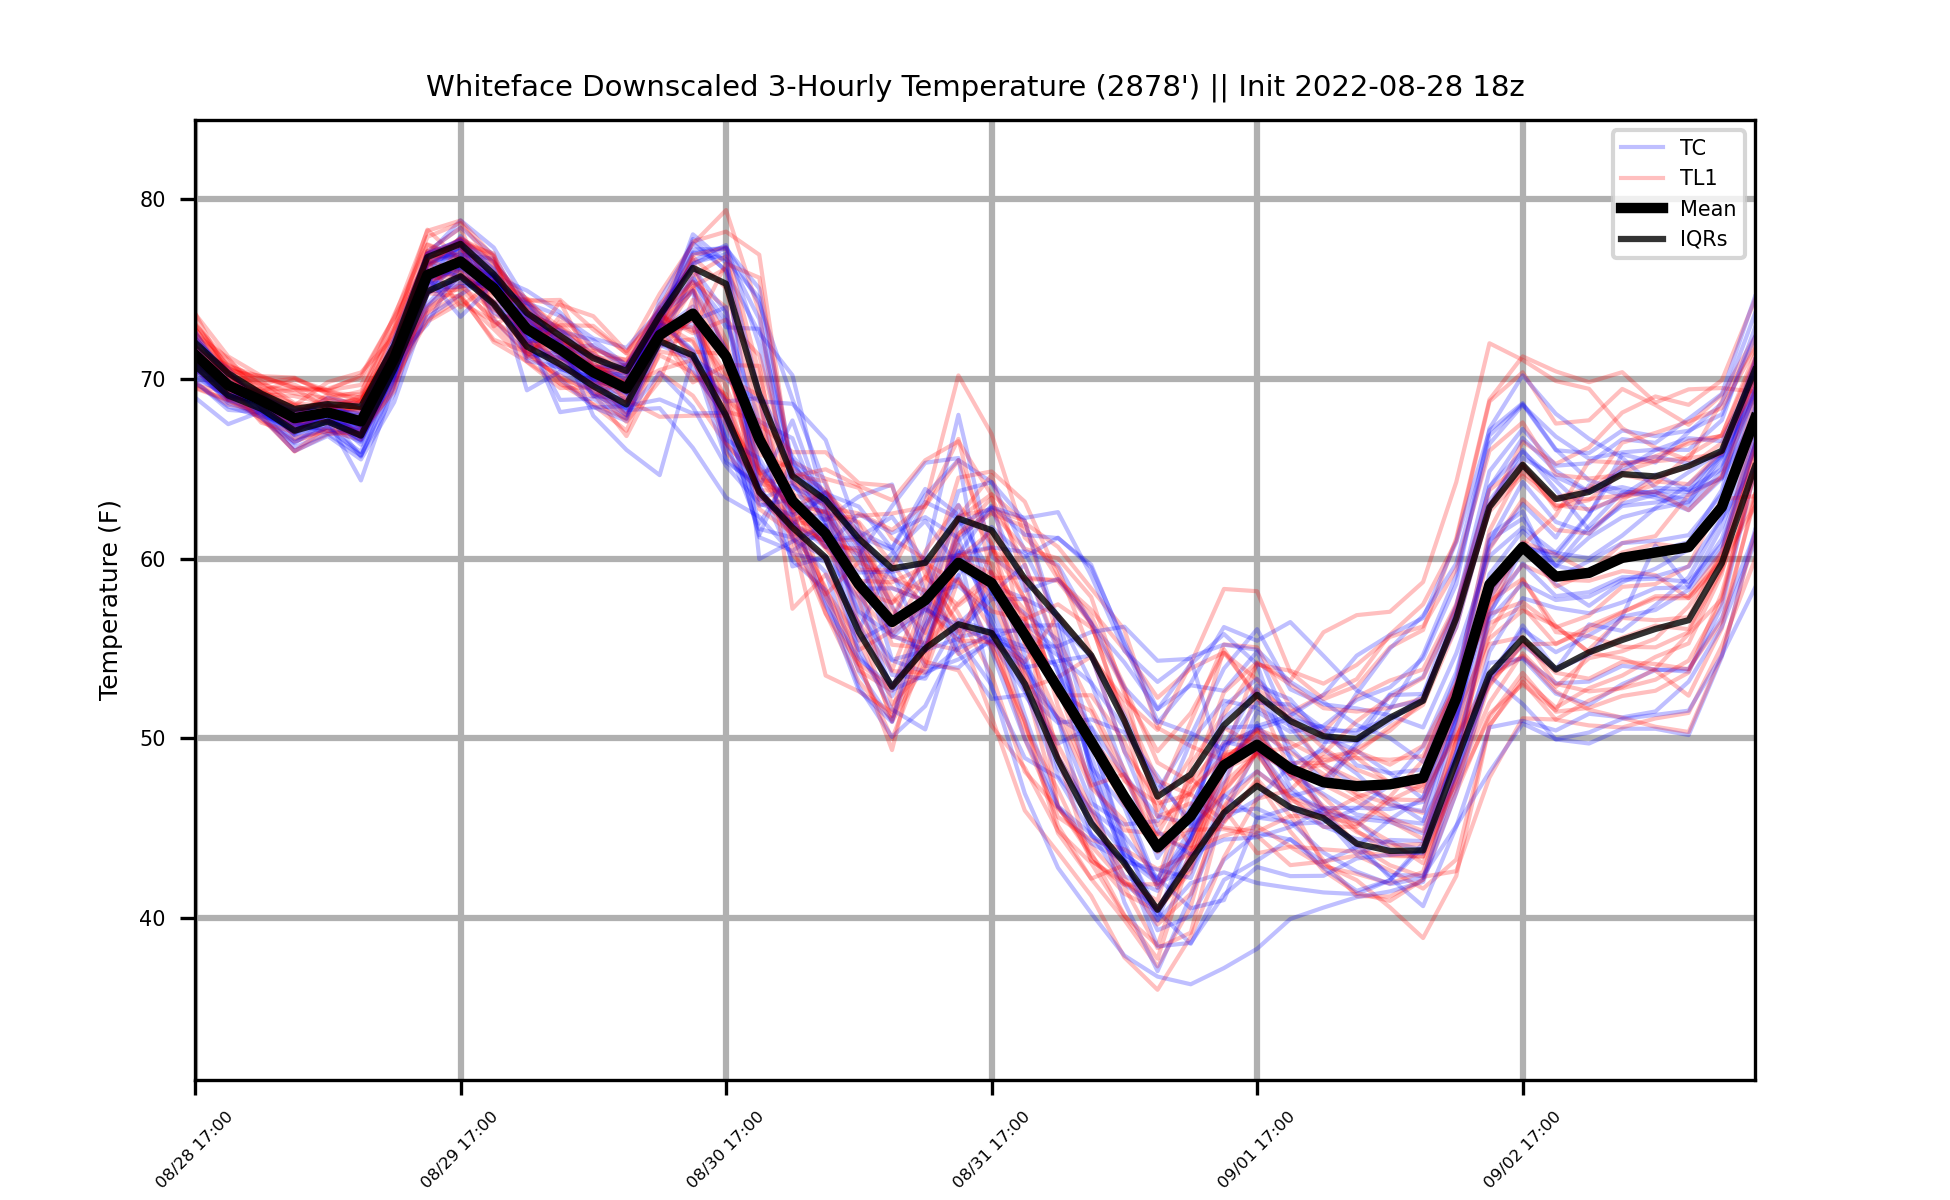 Whiteface Downscaled 3-Hourly Temperature (2878') || Init 2022-08-28 18z
TC
TL1
Mean
IQRs
Temperature (F)
80
70
60
50
40
08/28 17:00
08/29 17:00
08/30 17:00
08/31 17:00
09/01 17:00
09/02 17:00